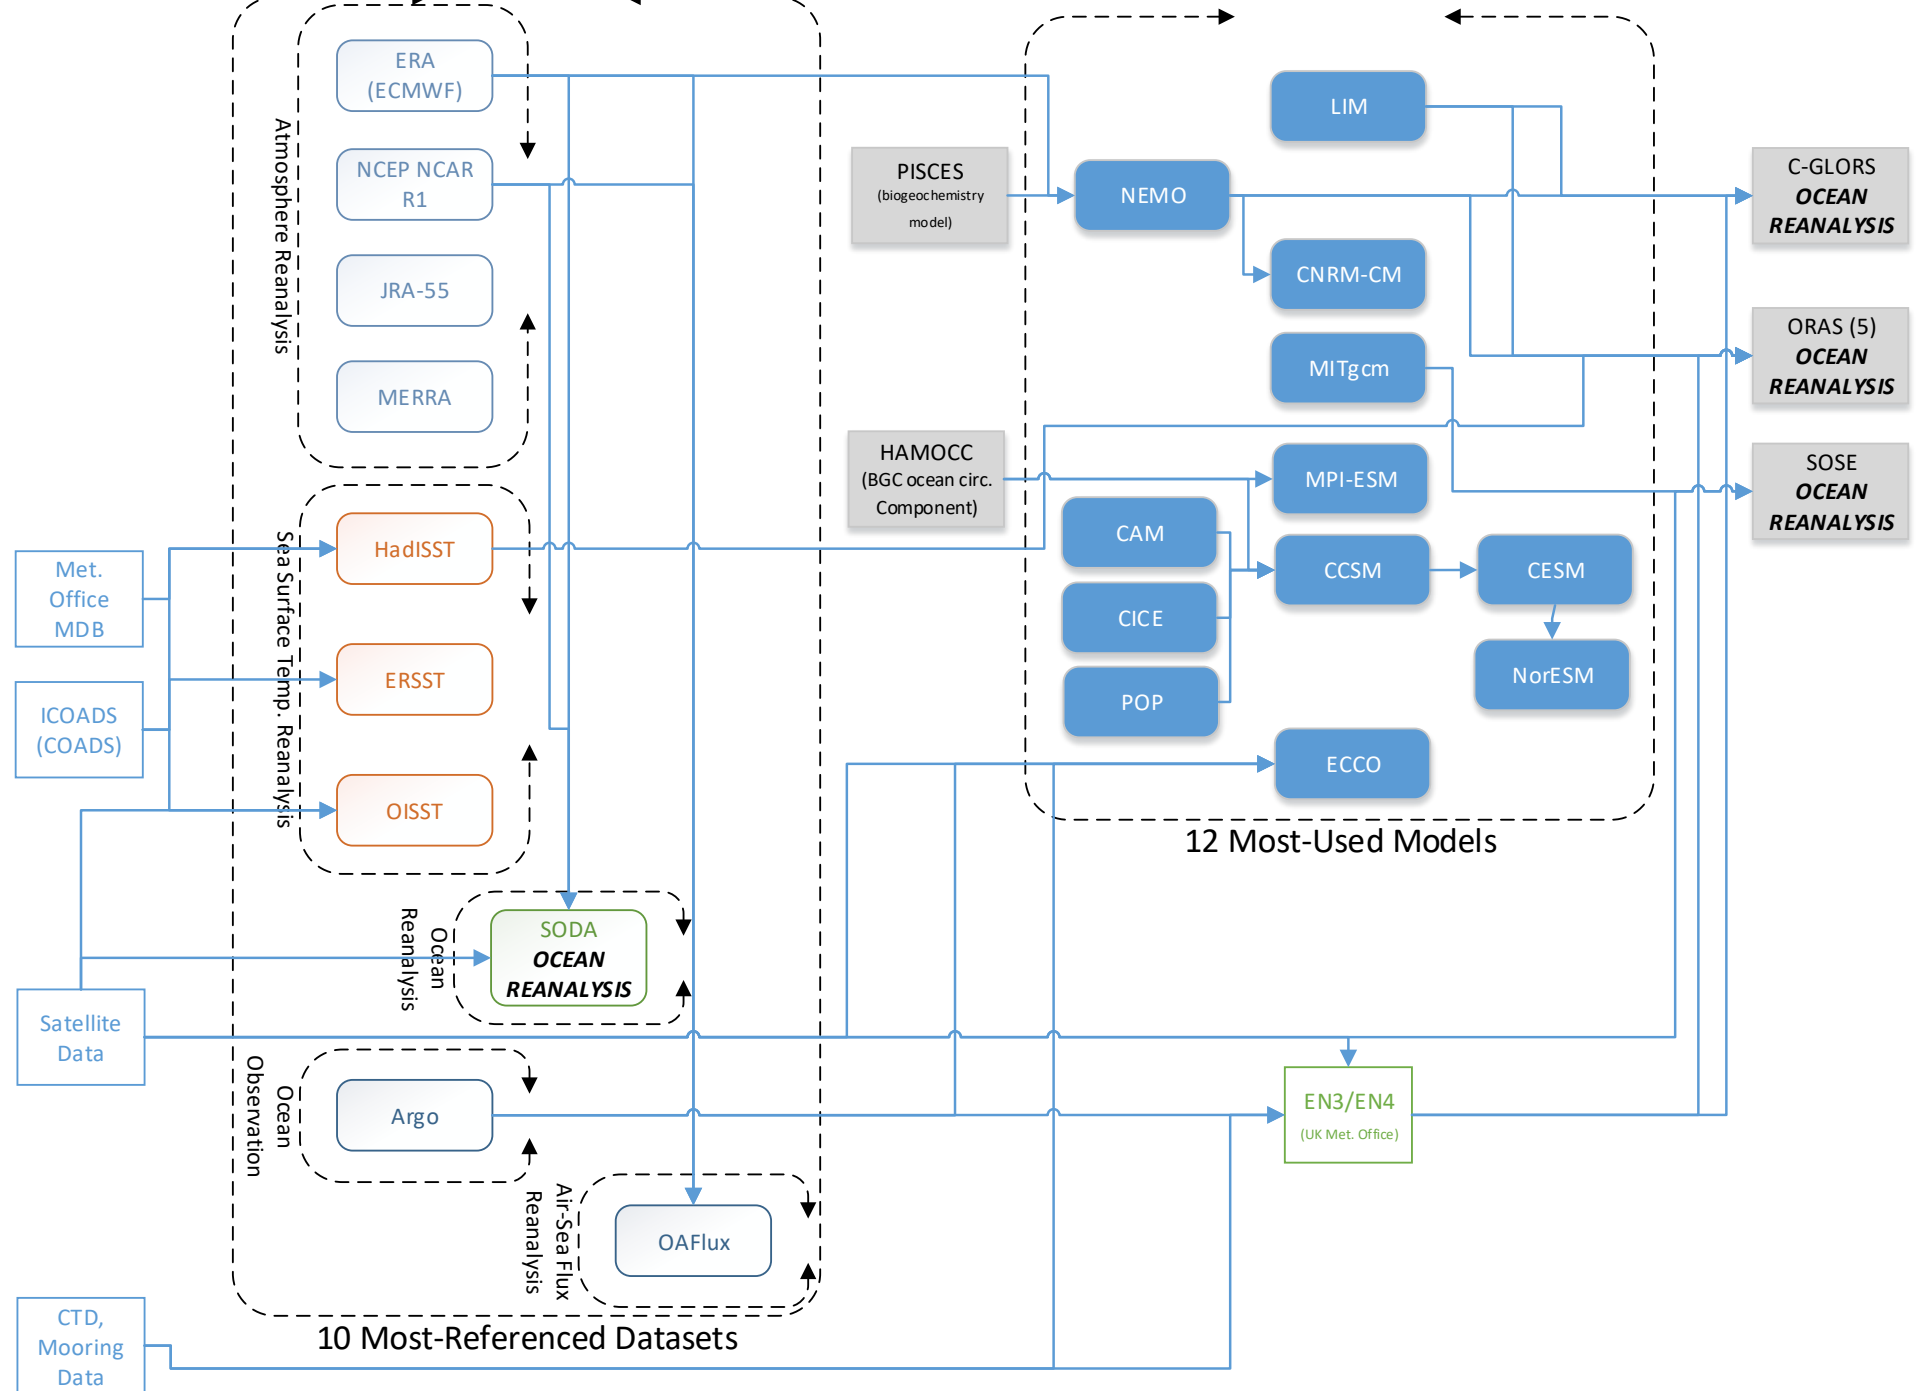 ERA
(ECMWF)
NCEP NCAR
R1
JRA-55
MERRA
Atmosphere Reanalysis
HadISST
ERSST
OISST
Sea Surface Temp. Reanalysis
Met.
Office
MDB
ICOADS
(COADS)
Satellite
Data
CTD,
Mooring
Data
SODA
OCEAN
REANALYSIS
Ocean
Reanalysis
Argo
Ocean
Observation
OAFlux
Air-Sea Flux
Reanalysis
10 Most-Referenced Datasets
PISCES
(biogeochemistry
model)
HAMOCC
(BGC ocean circ.
Component)
LIM
NEMO
CNRM-CM
MITgcm
MPI-ESM
CAM
CICE
POP
CCSM
CESM
NorESM
ECCO
12 Most-Used Models
EN3/EN4
(UK Met. Office)
C-GLORS
OCEAN
REANALYSIS
ORAS (5)
OCEAN
REANALYSIS
SOSE
OCEAN
REANALYSIS